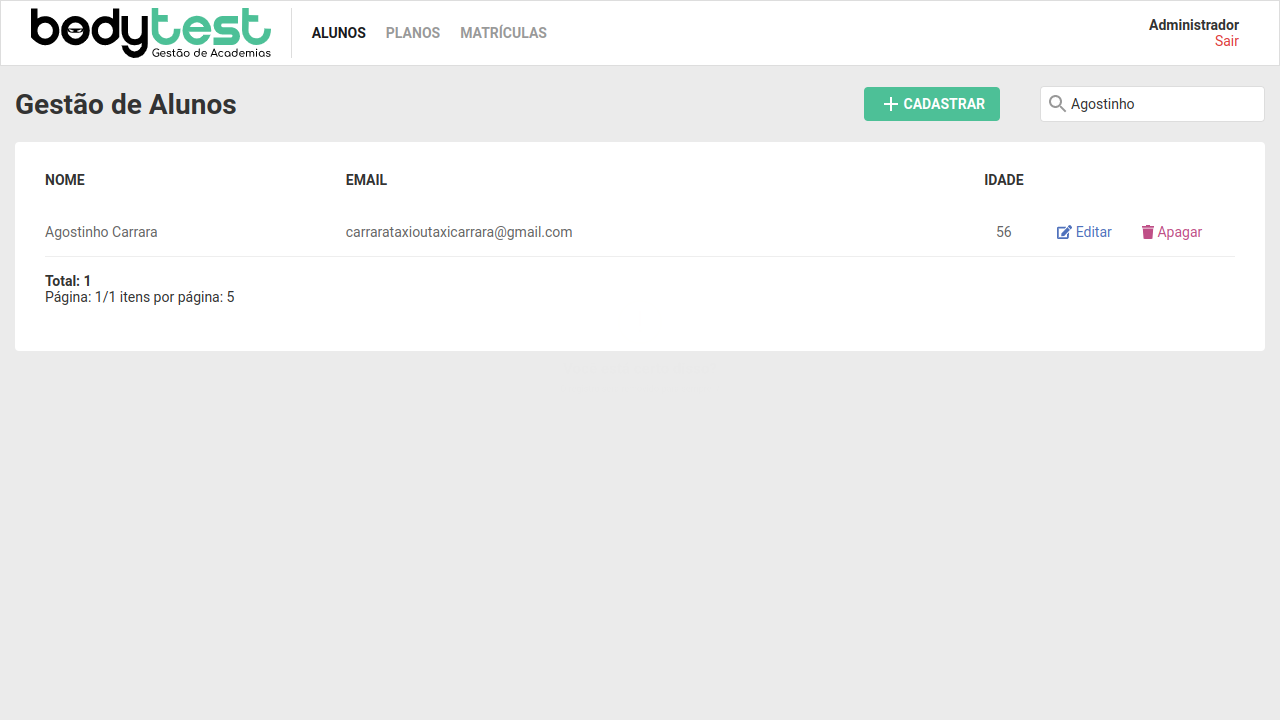 bodytest
Gestão de Academias
ALUNOS PLANOS MATRÍCULAS
Administrador
Sair
Gestão de Alunos
CADASTRAR
Agostinho
NOME EMAIL IDADE
Agostinho Carrara carrarataxioutaxicarrara@gmail.com 56 Editar Apagar
Total: 1
Página: 1/1 itens por página: 5